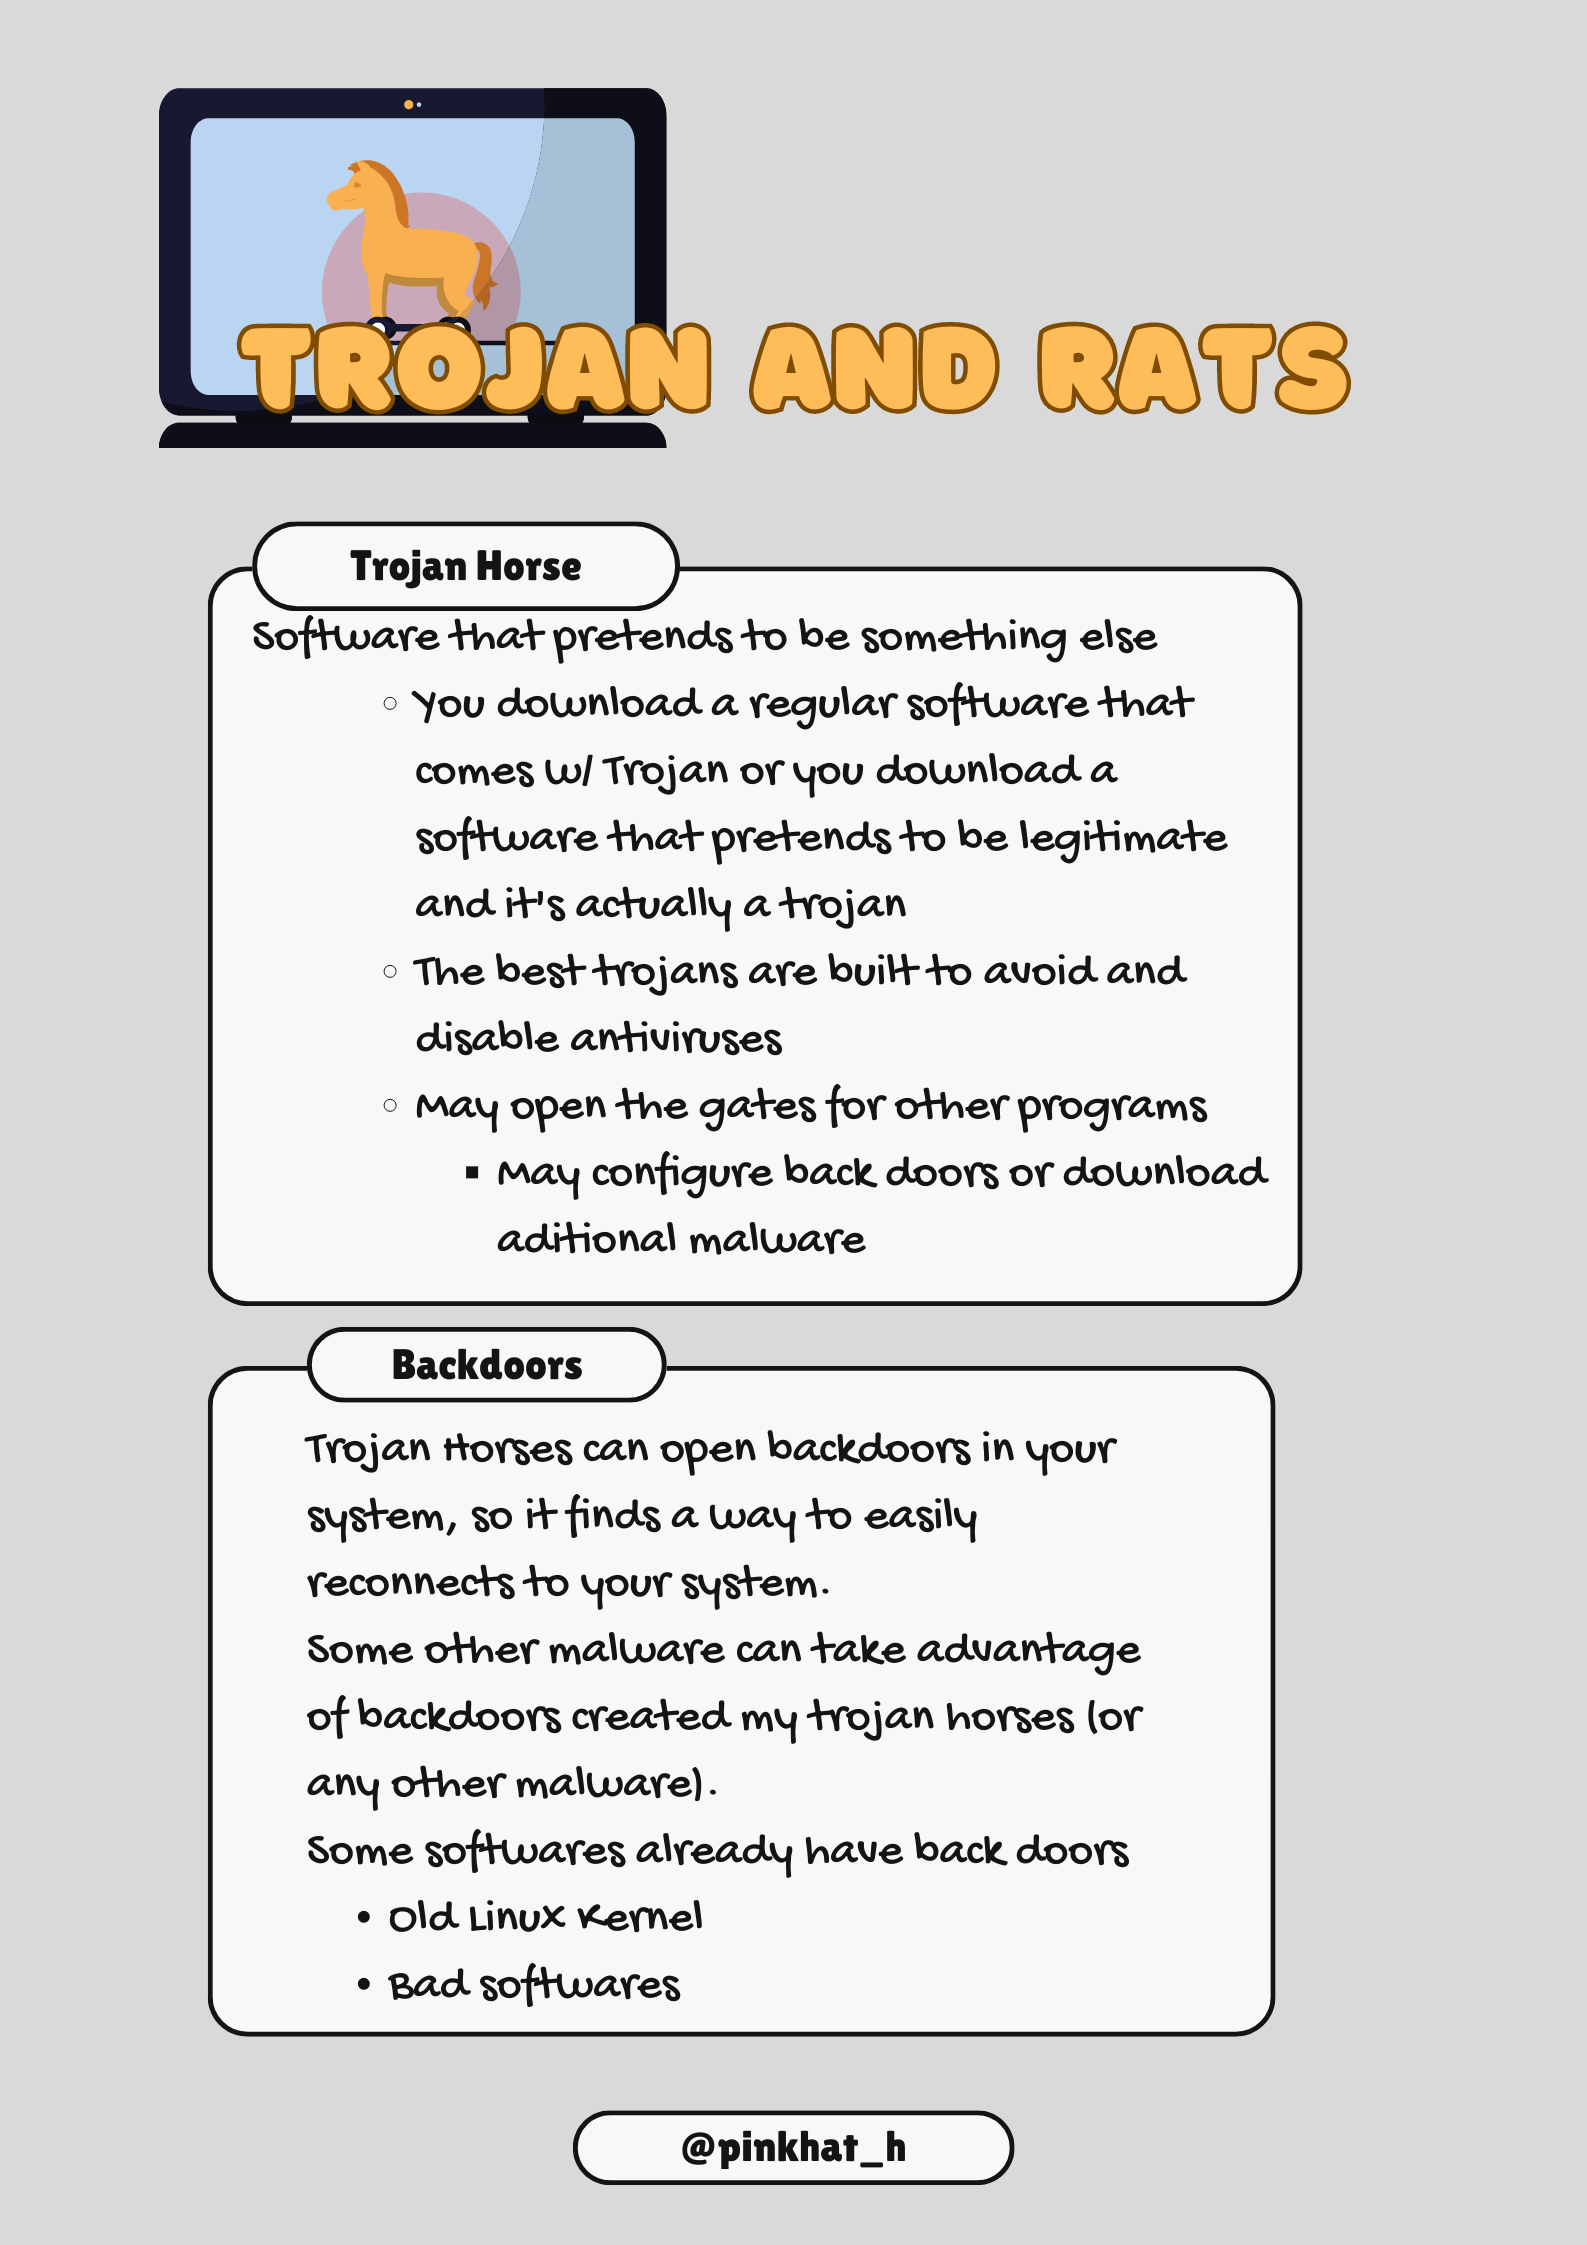 TROJAN AND RATS
Trojan Horse
Software that pretends to be something else
You download a regular software that
comes w/ Trojan or you download a
software that pretends to be legitimate
and it's actually a trojan
The best trojans are built to avoid and
disable antiviruses
May open the gates for other programs
May configure back doors or download
aditional malware
Backdoors
Trojan Horses can open backdoors in your
system, so it finds a way to easily
reconnects to your system.
Some other malware can take advantage
of backdoors created my trojan horses (or
any other malware).
Some softwares already have back doors
Old Linux Kernel
Bad softwares
@pinkhat_h